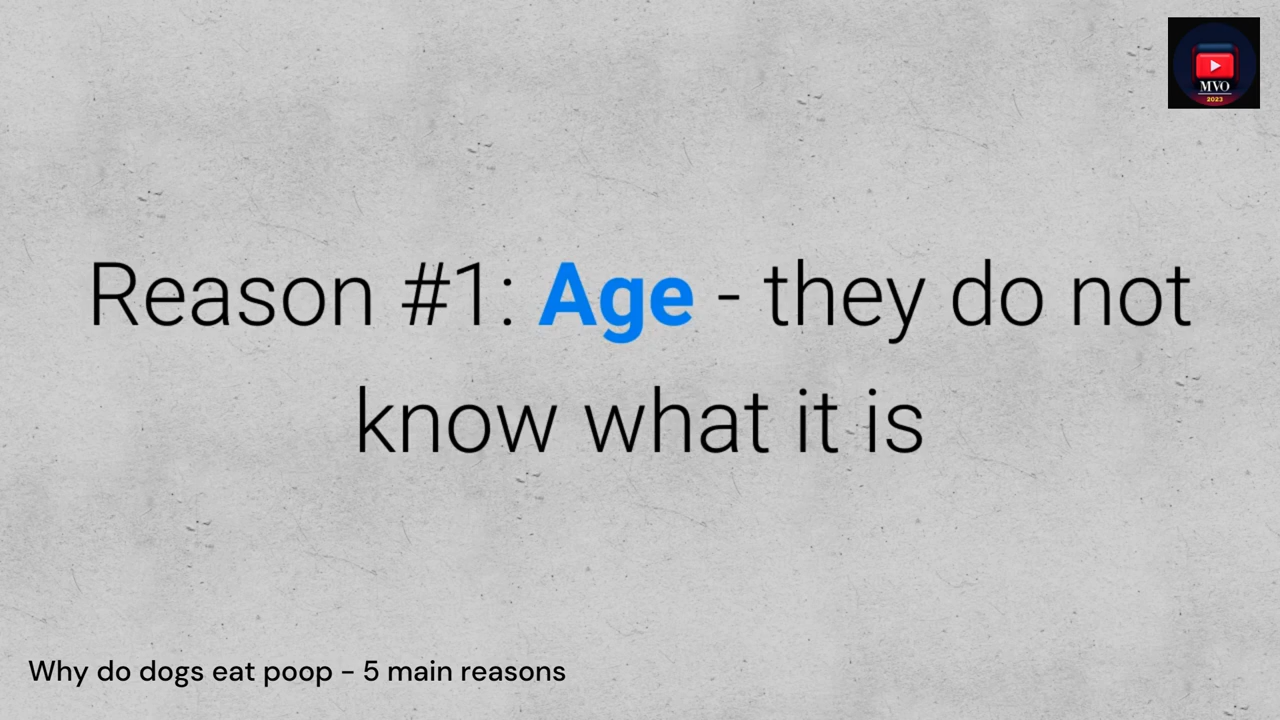 MVO
2023
Reason #1: Age - they do not
know what it is
Why do dogs eat poop - 5 main reasons